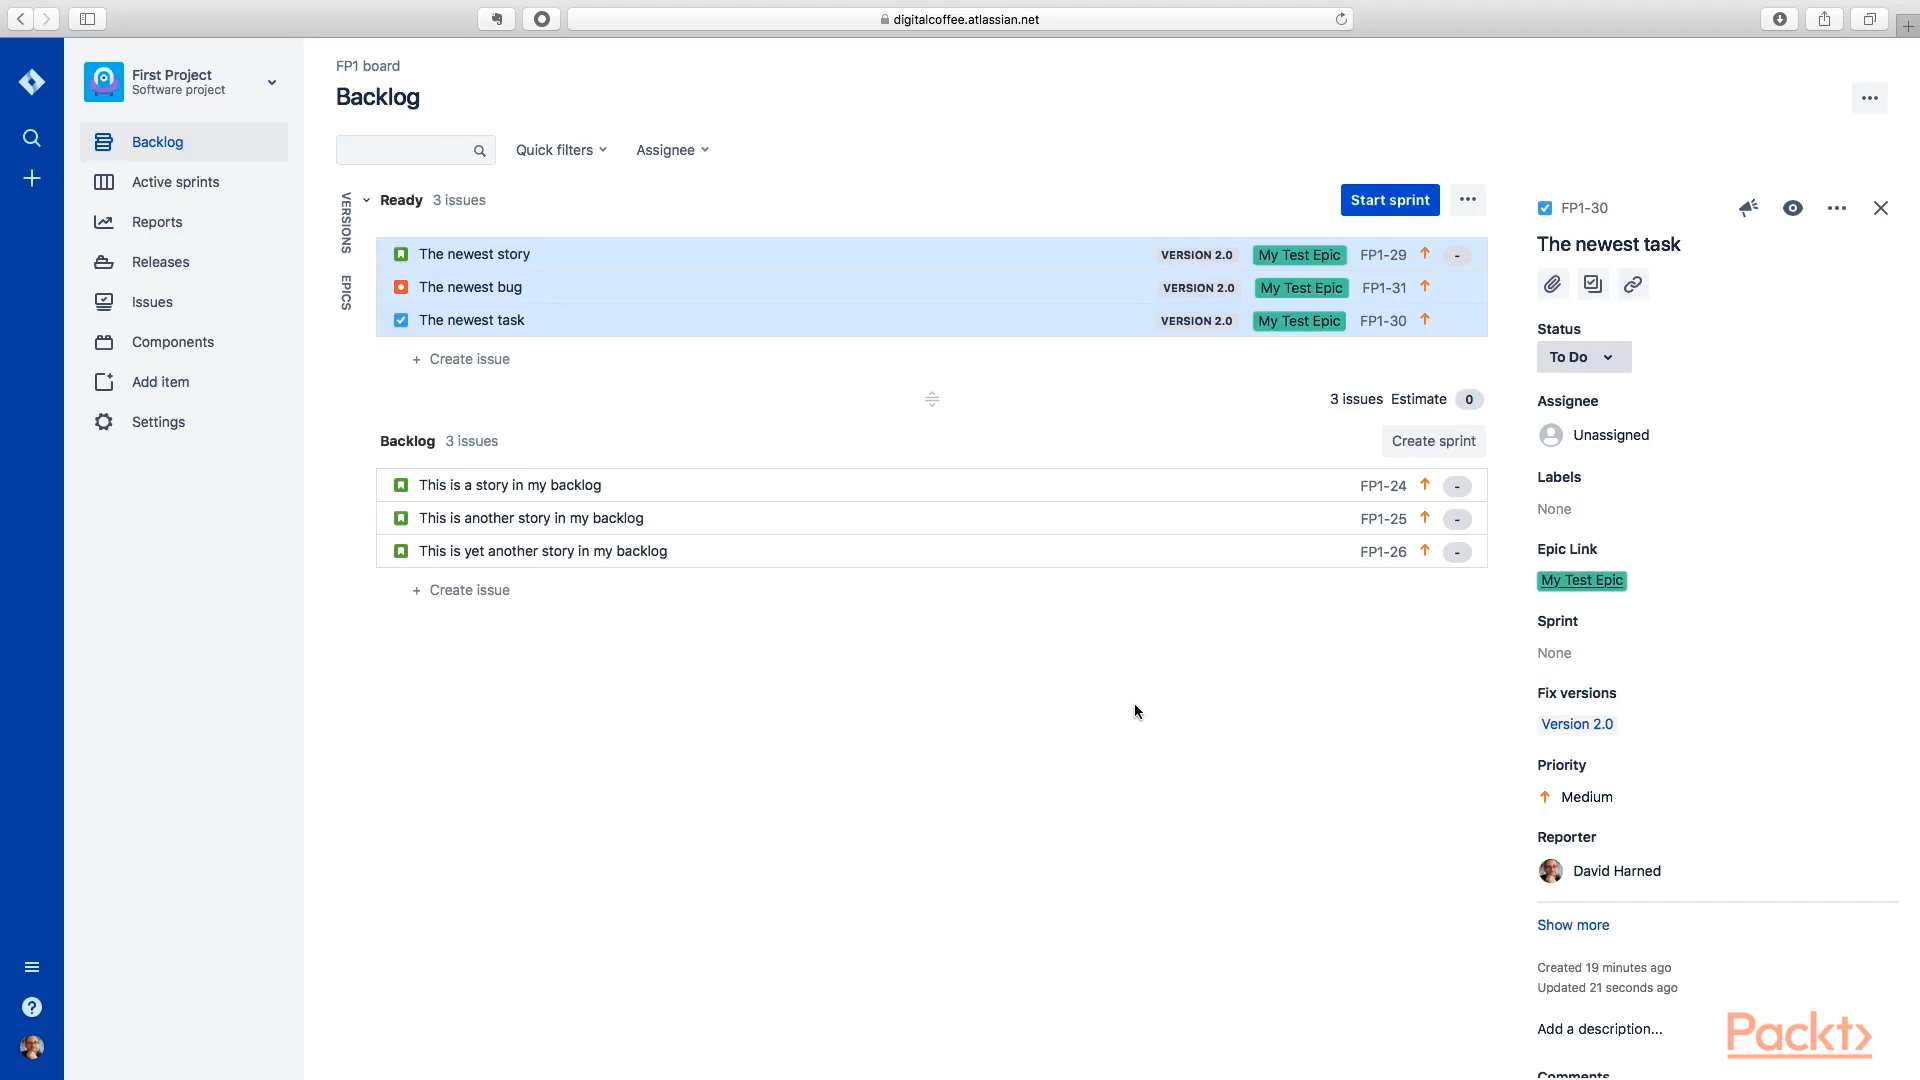 digitalcoffee.atlassian.net
First Project
Software project
Backlog
Active sprints
Reports
Releases
Issues
Components
Add item
Settings
FP1 board
Backlog
Quick filters
Assignee
VERSIONS
EPICS
Ready 3 issues
Start sprint
The newest story VERSION 2.0 My Test Epic FP1-29 -
The newest bug VERSION 2.0 My Test Epic FP1-31
The newest task VERSION 2.0 My Test Epic FP1-30
+ Create issue
3 issues Estimate 0
Backlog 3 issues
Create sprint
This is a story in my backlog FP1-24 -
This is another story in my backlog FP1-25 -
This is yet another story in my backlog FP1-26 -
+ Create issue
FP1-30
The newest task
Status
To Do
Assignee
Unassigned
Labels
None
Epic Link
My Test Epic
Sprint
None
Fix versions
Version 2.0
Priority
Medium
Reporter
David Harned
Show more
Created 19 minutes ago
Updated 21 seconds ago
Add a description...
Comments
Packt>